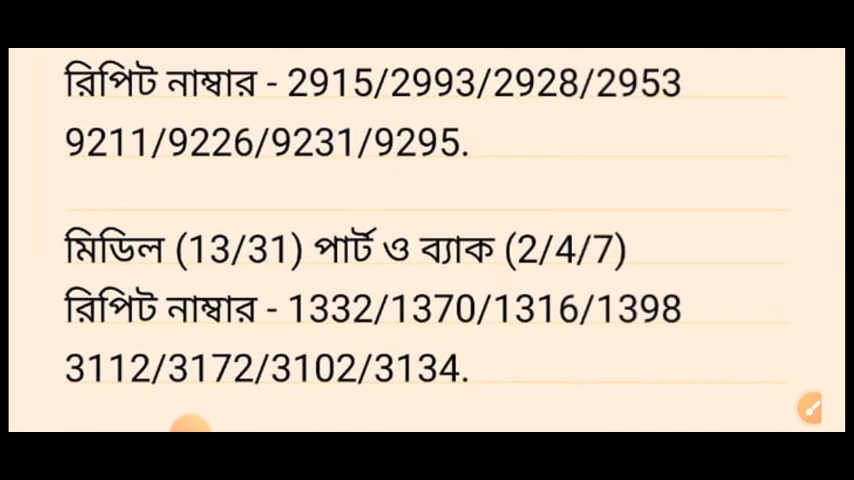 রিপিট নাম্বার - 2915/2993/2928/2953
9211/9226/9231/9295.
মিডিল (13/31) পার্ট ও ব্যাক (2/4/7)
রিপিট নাম্বার - 1332/1370/1316/1398
3112/3172/3102/3134.